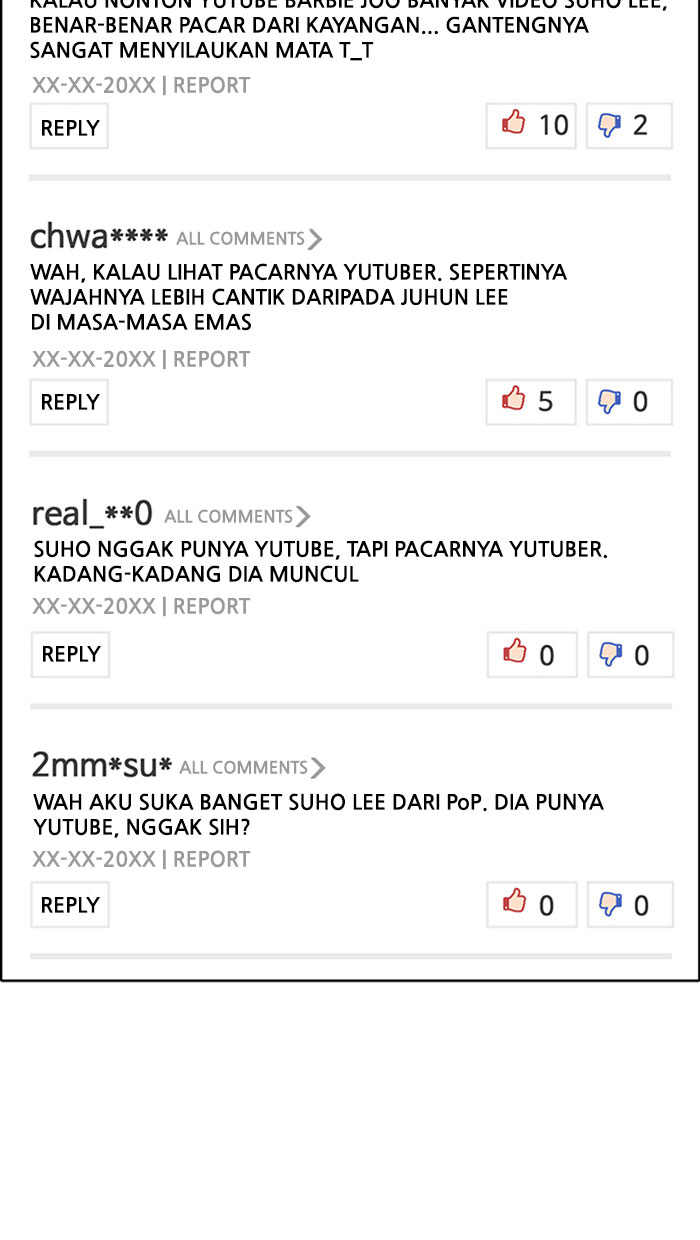 KALAU NONTON YUTUBE BARBIE JOO BANYAK VIDEO SUHO LEE,
BENAR-BENAR PACAR DARI KAYANGAN... GANTENGNYA
SANGAT MENYILAUKAN MATA T_T
XX-XX-20XX | REPORT
REPLY 10 2
chwa**** ALL COMMENTS
WAH, KALAU LIHAT PACARNYA YUTUBER. SEPERTINYA
WAJAHNYA LEBIH CANTIK DARIPADA JUHUN LEE
DI MASA-MASA EMAS
XX-XX-20XX | REPORT
REPLY 5 0
real_**0 ALL COMMENTS
SUHO NGGAK PUNYA YUTUBE, TAPI PACARNYA YUTUBER.
KADANG-KADANG DIA MUNCUL
XX-XX-20XX | REPORT
REPLY 0 0
2mm*su* ALL COMMENTS
WAH AKU SUKA BANGET SUHO LEE DARI PoP. DIA PUNYA
YUTUBE, NGGAK SIH?
XX-XX-20XX | REPORT
REPLY 0 0